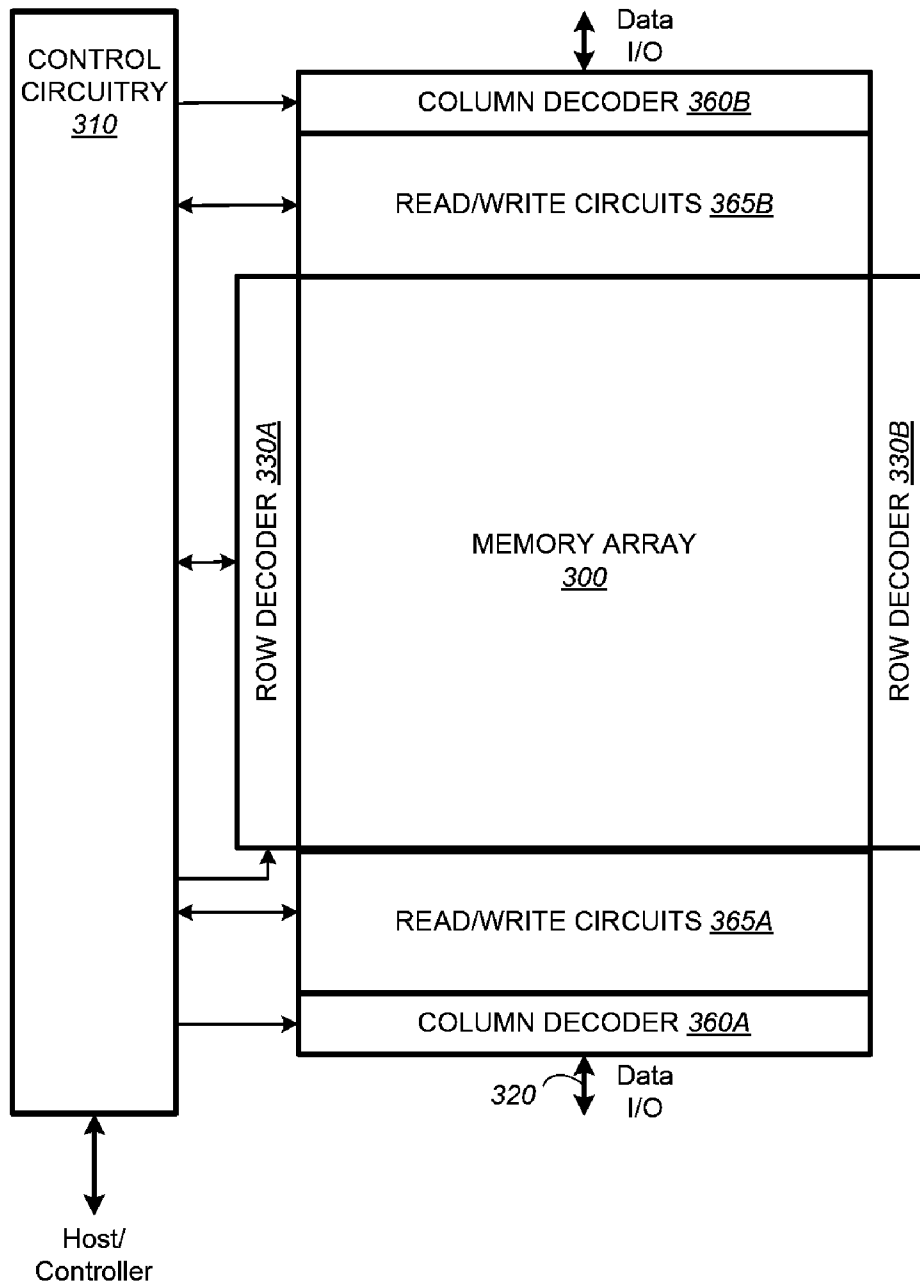 CONTROL
CIRCUITRY
310
Data
I/O
COLUMN DECODER 360B
READ/WRITE CIRCUITS 365B
ROW DECODER 330A
MEMORY ARRAY
300
ROW DECODER 330B
READ/WRITE CIRCUITS 365A
COLUMN DECODER 360A
320
Data
I/O
Host/
Controller